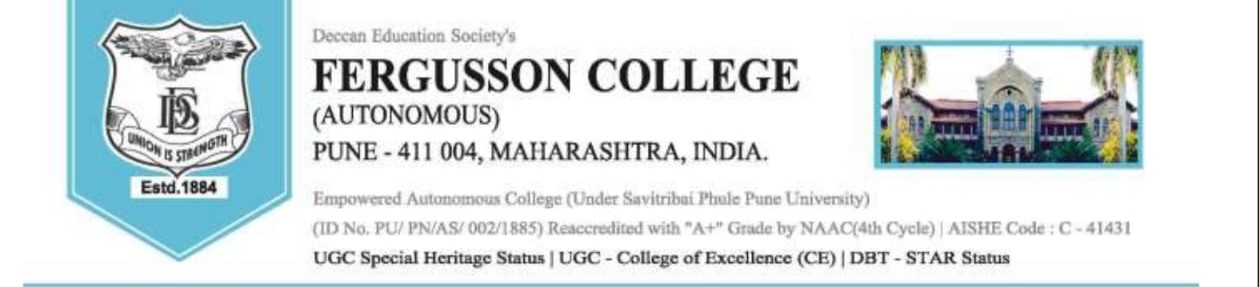 Deccan Education Society's
FERGUSSON COLLEGE
(AUTONOMOUS)
PUNE - 411 004, MAHARASHTRA, INDIA.
DES
UNION IS STRENGTH
Estd.1884
Empowered Autonomous College (Under Savitribai Phule Pune University)
(ID No. PU/ PN/AS/ 002/1885) Reaccredited with "A+" Grade by NAAC(4th Cycle) | AISHE Code : C - 41431
UGC Special Heritage Status | UGC - College of Excellence (CE) | DBT - STAR Status